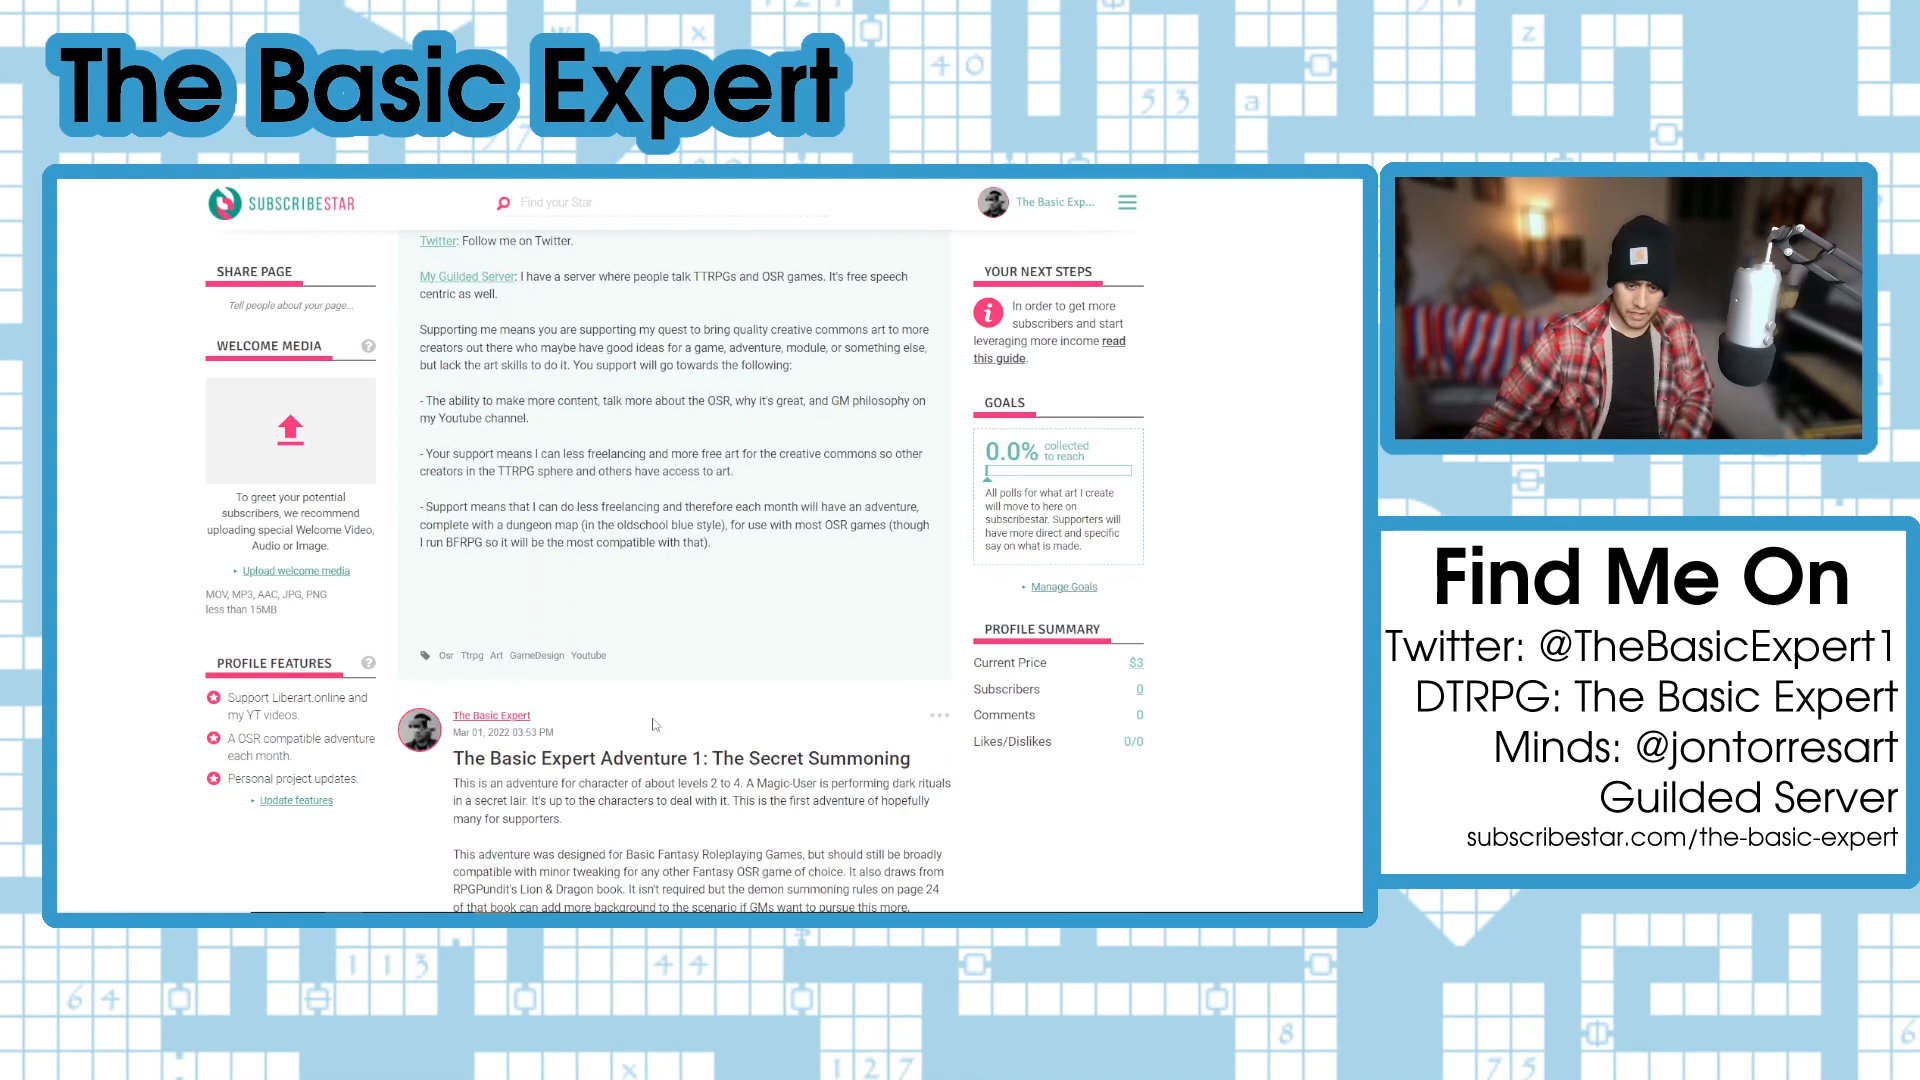 The Basic Expert
SUBSCRIBESTAR
Find your Star
The Basic Exp...
SHARE PAGE
Tell people about your page...
WELCOME MEDIA
To greet your potential
subscribers, we recommend
uploading special Welcome Video,
Audio or Image.
Upload welcome media
MOV, MP3, AAC, JPG, PNG
less than 15MB
PROFILE FEATURES
Support Liberart.online and
my YT videos.
A OSR compatible adventure
each month.
Personal project updates.
Update features
Twitter: Follow me on Twitter.
My Guilded Server: I have a server where people talk TTRPGs and OSR games. It's free speech
centric as well.
Supporting me means you are supporting my quest to bring quality creative commons art to more
creators out there who maybe have good ideas for a game, adventure, module, or something else,
but lack the art skills to do it. You support will go towards the following:
- The ability to make more content, talk more about the OSR, why it's great, and GM philosophy on
my Youtube channel.
- Your support means I can less freelancing and more free art for the creative commons so other
creators in the TTRPG sphere and others have access to art.
- Support means that I can do less freelancing and therefore each month will have an adventure,
complete with a dungeon map (in the oldschool blue style), for use with most OSR games (though
I run BFRPG so it will be the most compatible with that).
Osr Ttrpg Art GameDesign Youtube
The Basic Expert
Mar 01, 2022 03:53 PM
The Basic Expert Adventure 1: The Secret Summoning
This is an adventure for character of about levels 2 to 4. A Magic-User is performing dark rituals
in a secret lair. It's up to the characters to deal with it. This is the first adventure of hopefully
many for supporters.
This adventure was designed for Basic Fantasy Roleplaying Games, but should still be broadly
compatible with minor tweaking for any other Fantasy OSR game of choice. It also draws from
RPGPundit's Lion & Dragon book. It isn't required but the demon summoning rules on page 24
of that book can add more background to the scenario if GMs want to pursue this more.
YOUR NEXT STEPS
In order to get more
subscribers and start
leveraging more income read
this guide.
GOALS
0.0% collected
to reach
All polls for what art I create
will move to here on
subscribestar. Supporters will
have more direct and specific
say on what is made.
Manage Goals
PROFILE SUMMARY
Current Price $3
Subscribers 0
Comments 0
Likes/Dislikes 0/0
Find Me On
Twitter: @TheBasicExpert1
DTRPG: The Basic Expert
Minds: @jontorresart
Guilded Server
subscribestar.com/the-basic-expert
40
53
a
x
z
113
44
64
8
x
127
75